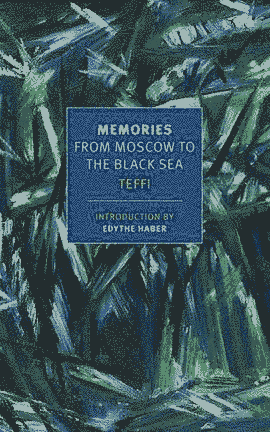 MEMORIES
FROM MOSCOW TO
THE BLACK SEA
TEFFI
INTRODUCTION BY
EDYTHE HABER